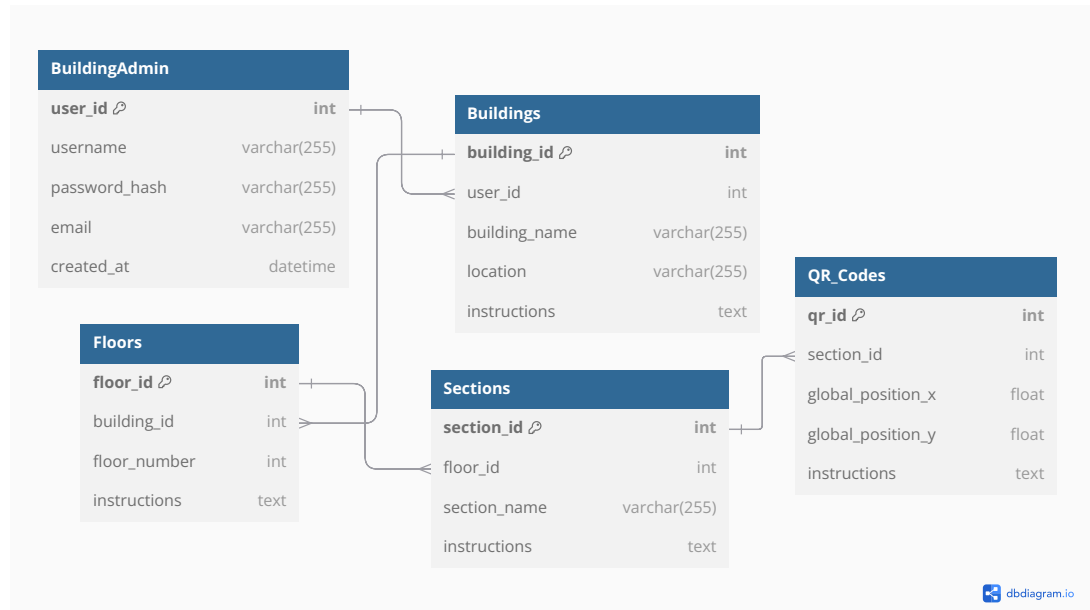 BuildingAdmin
user_id int
username varchar(255)
password_hash varchar(255)
email varchar(255)
created_at datetime
Buildings
building_id int
user_id int
building_name varchar(255)
location varchar(255)
instructions text
Floors
floor_id int
building_id int
floor_number int
instructions text
Sections
section_id int
floor_id int
section_name varchar(255)
instructions text
QR_Codes
qr_id int
section_id int
global_position_x float
global_position_y float
instructions text
dbdiagram.io